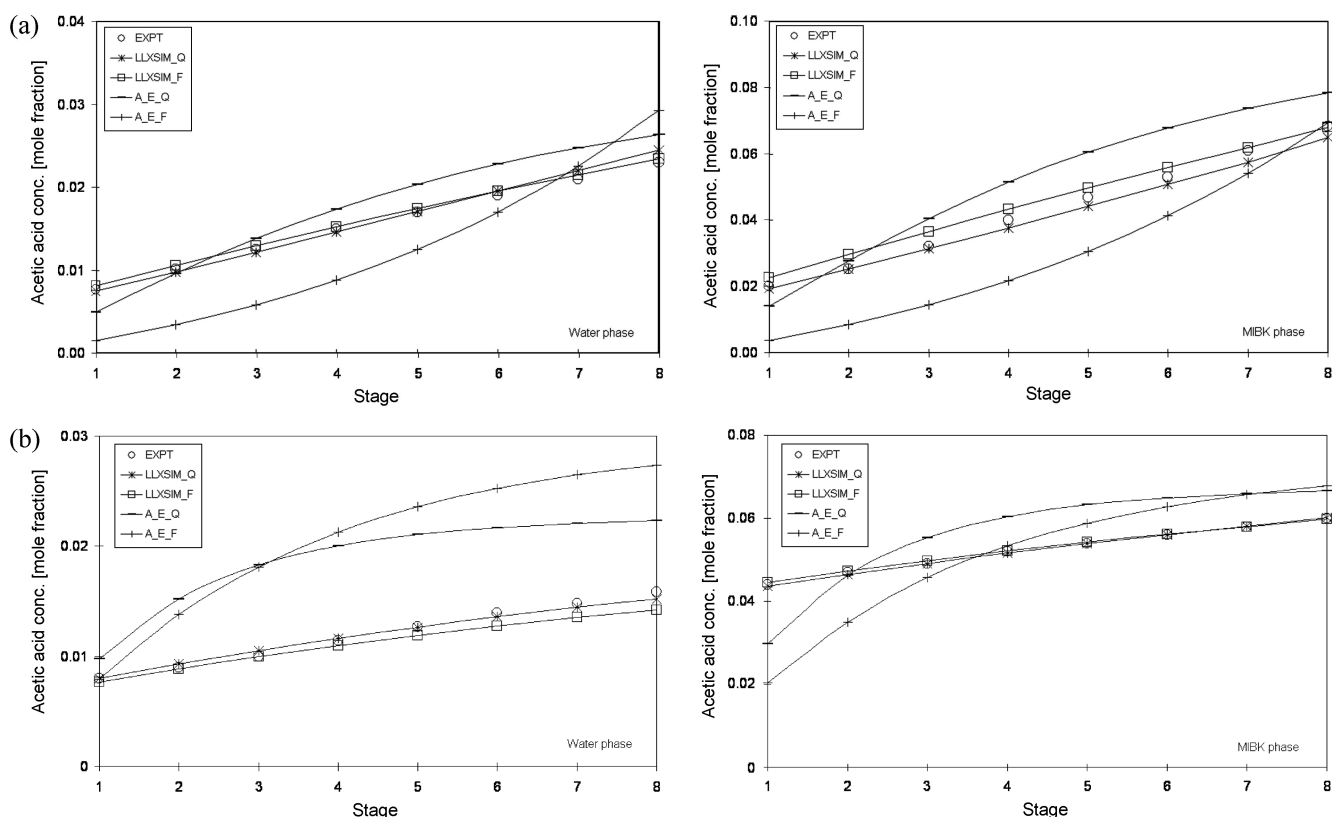 (a)
Acetic acid conc. [mole fraction]
0.04
0.03
0.02
0.01
0.00
EXPT
LLXSIM_Q
LLXSIM_F
A_E_Q
A_E_F
Water phase
1 2 3 4 5 6 7 8
Stage
Acetic acid conc. [mole fraction]
0.10
0.08
0.06
0.04
0.02
0.00
EXPT
LLXSIM_Q
LLXSIM_F
A_E_Q
A_E_F
MIBK phase
1 2 3 4 5 6 7 8
Stage
(b)
Acetic acid conc. [mole fraction]
0.03
0.02
0.01
0
EXPT
LLXSIM_Q
LLXSIM_F
A_E_Q
A_E_F
Water phase
1 2 3 4 5 6 7 8
Stage
Acetic acid conc. [mole fraction]
0.08
0.06
0.04
0.02
0
EXPT
LLXSIM_Q
LLXSIM_F
A_E_Q
A_E_F
MIBK phase
1 2 3 4 5 6 7 8
Stage